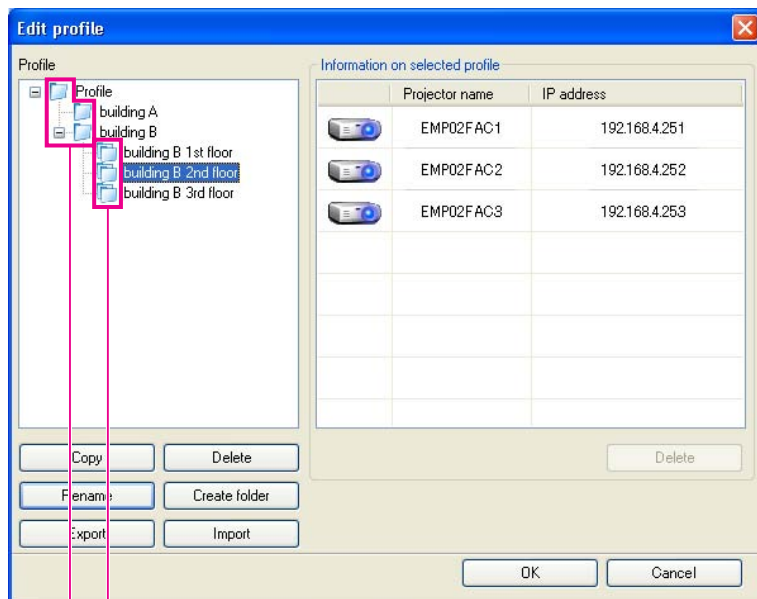 Edit profile
Profile
Profile
building A
building B
building B 1st floor
building B 2nd floor
building B 3rd floor
Copy
Delete
Rename
Create folder
Export
Import
Information on selected profile
Projector name IP address
EMP02FAC1 192.168.4.251
EMP02FAC2 192.168.4.252
EMP02FAC3 192.168.4.253
Delete
OK
Cancel